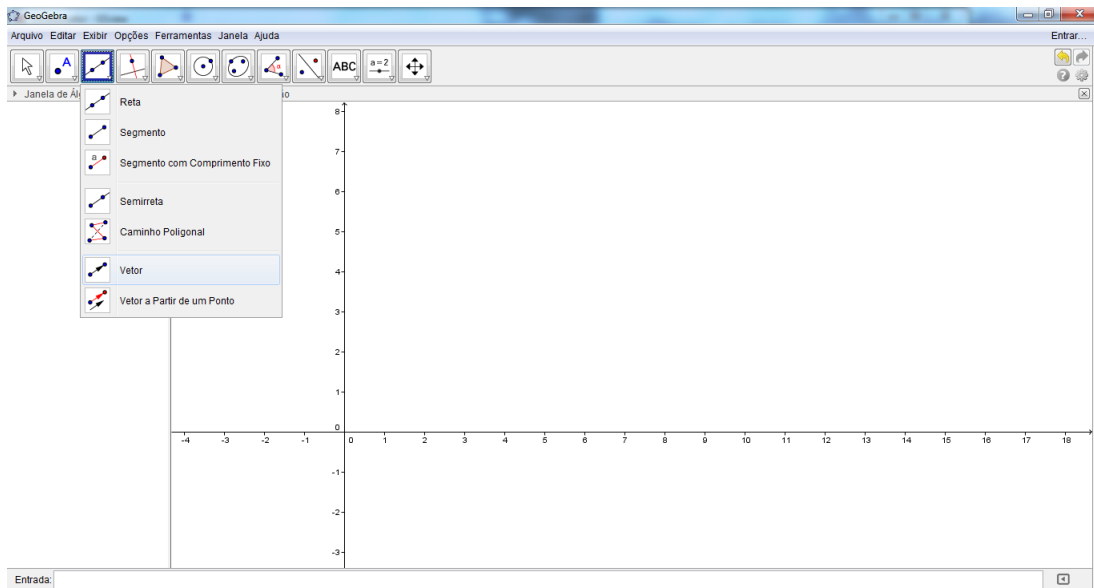 GeoGebra
Arquivo Editar Exibir Opções Ferramentas Janela Ajuda
Entrar...
A
α
ABC
a=2
Janela de Ál
ão
Reta
Segmento
a
Segmento com Comprimento Fixo
Semirreta
Caminho Poligonal
Vetor
Vetor a Partir de um Ponto
8
7
6
5
4
3
2
1
0
-4 -3 -2 -1 0 1 2 3 4 5 6 7 8 9 10 11 12 13 14 15 16 17 18
-1
-2
-3
Entrada: